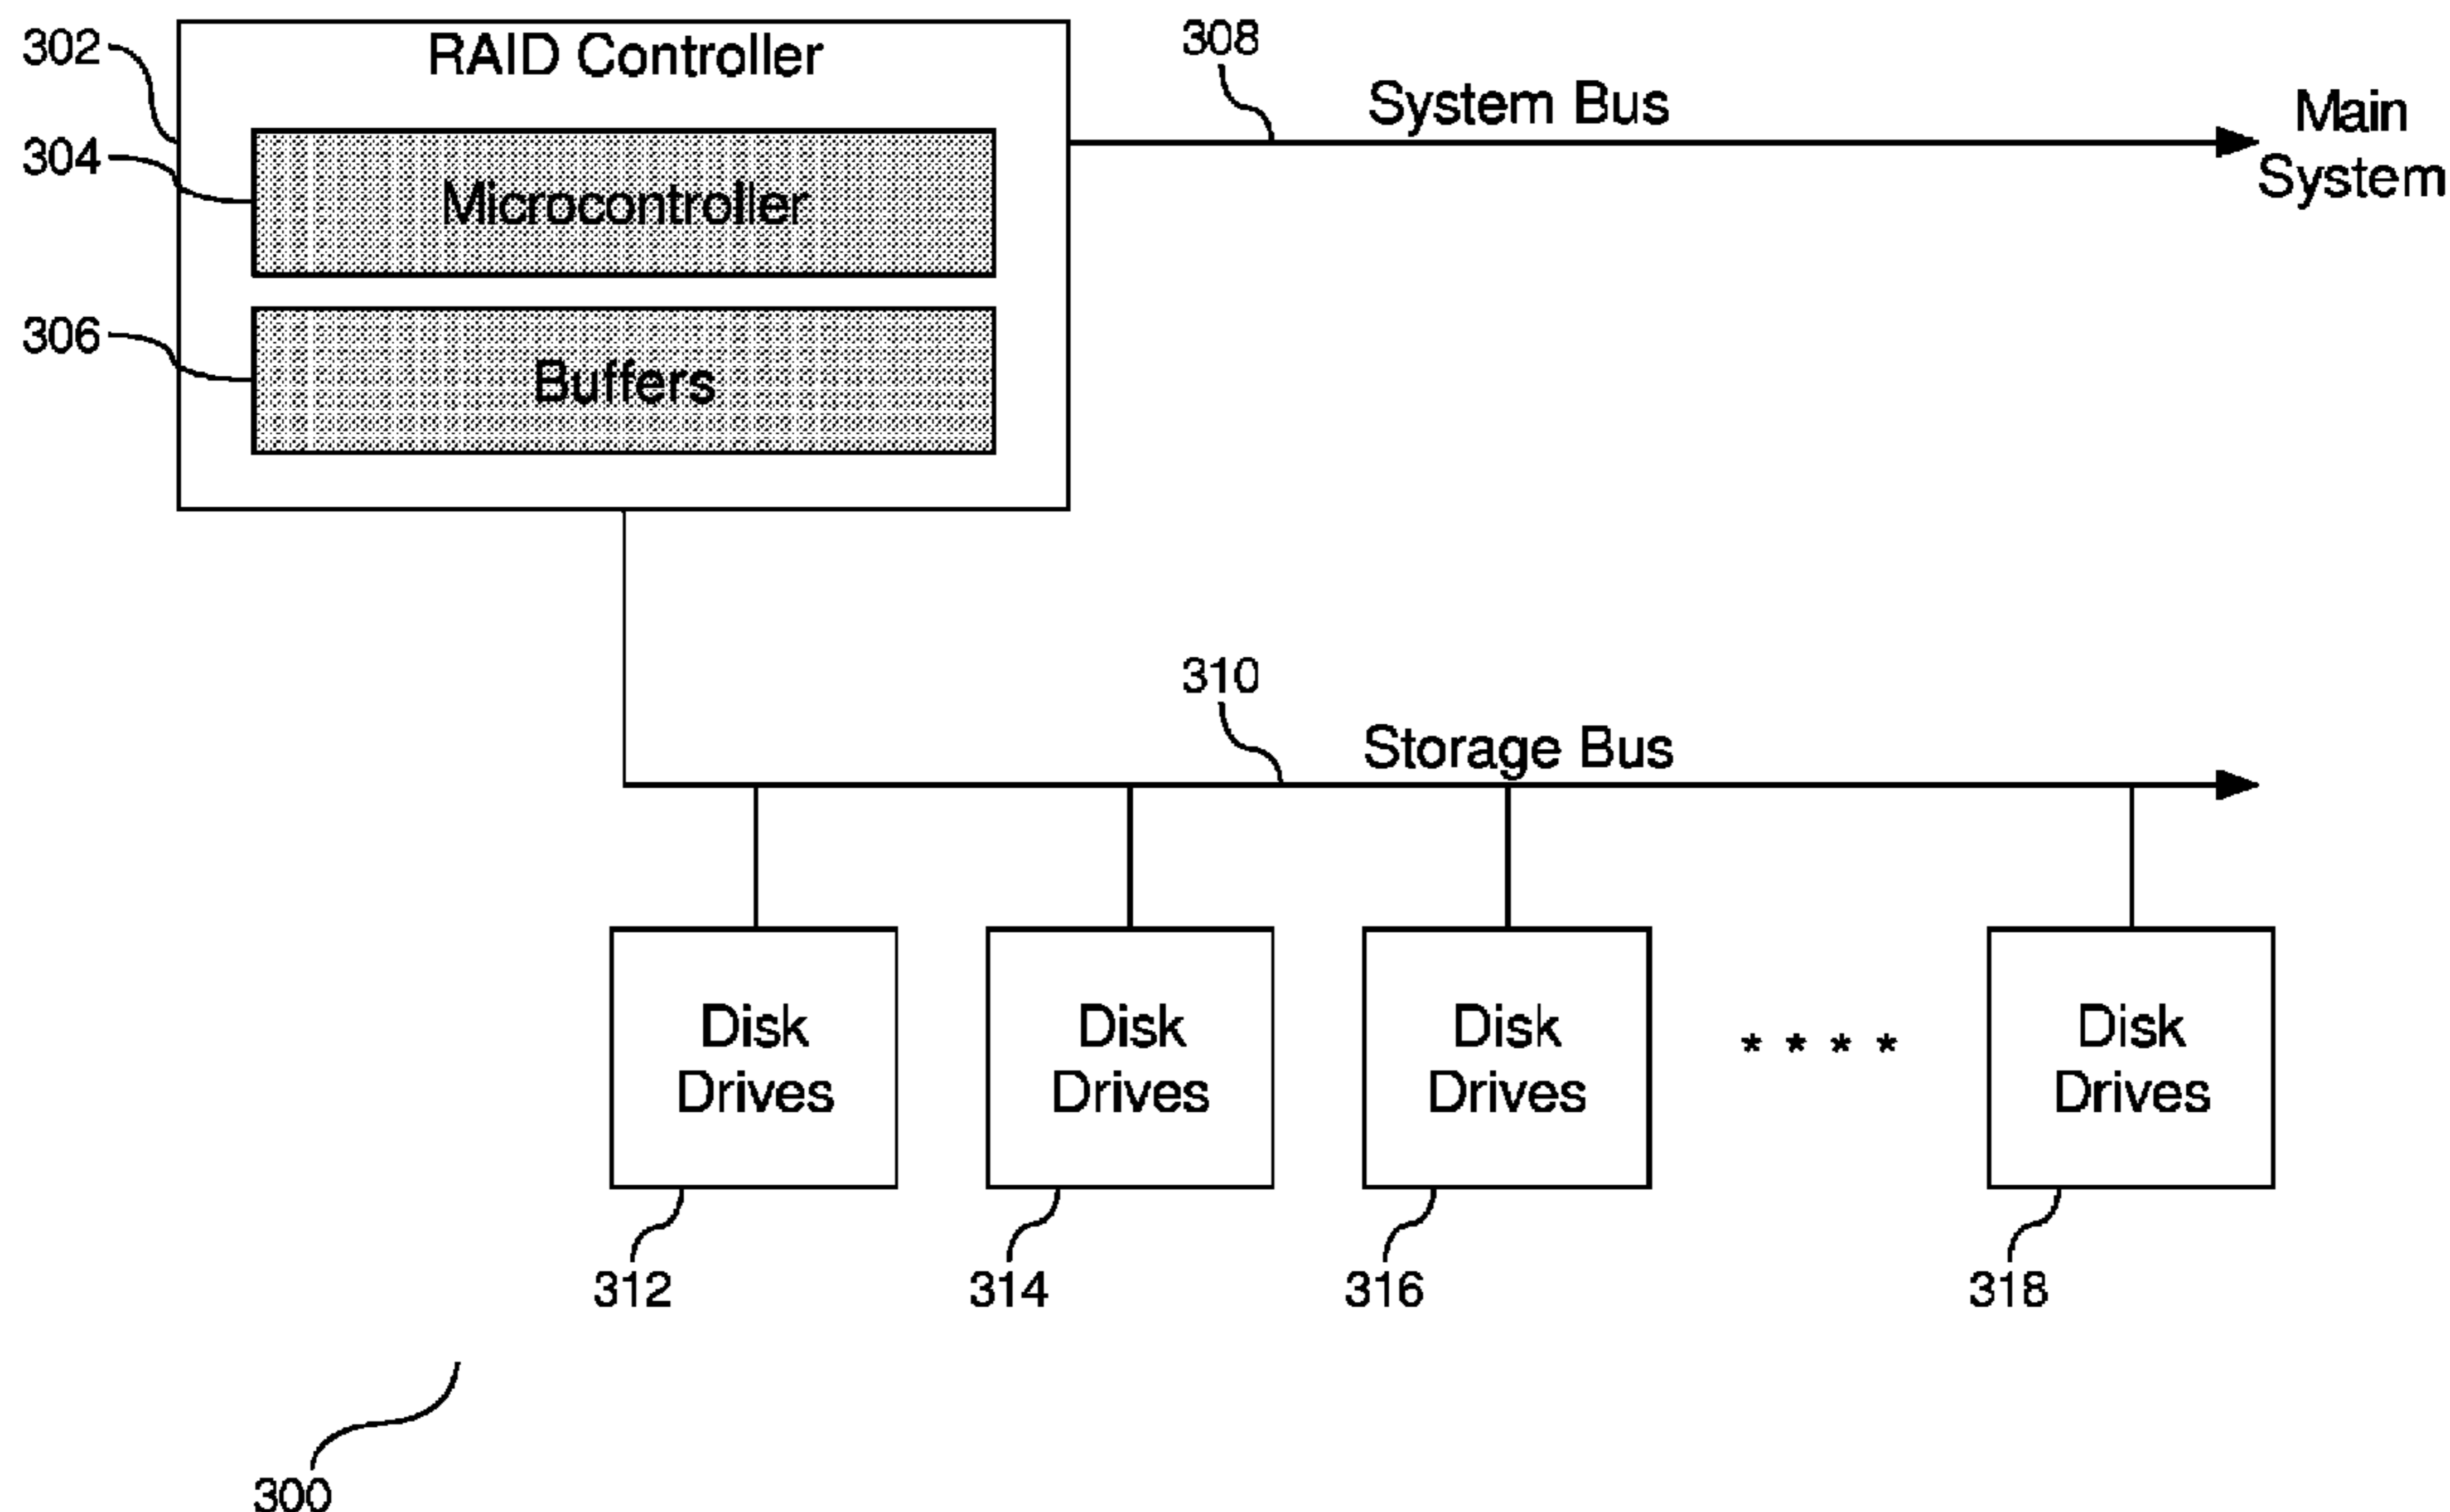 302
RAID Controller
304
Microcontroller
306
Buffers
308
System Bus
Main
System
310
Storage Bus
Disk
Drives
Disk
Drives
Disk
Drives
* * * *
Disk
Drives
312
314
316
318
300